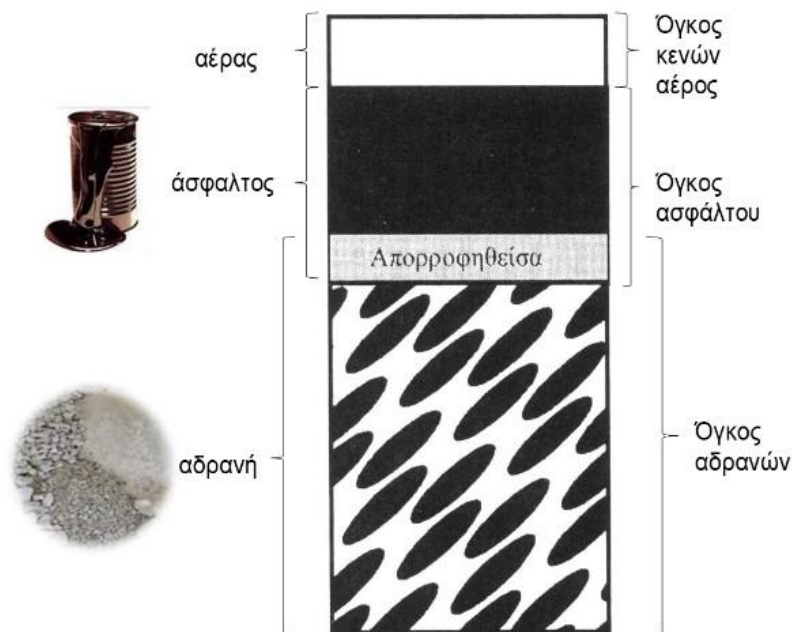 αέρας
Όγκος
κενών
αέρος
άσφαλτος
Όγκος
ασφάλτου
Απορροφηθείσα
αδρανή
Όγκος
αδρανών